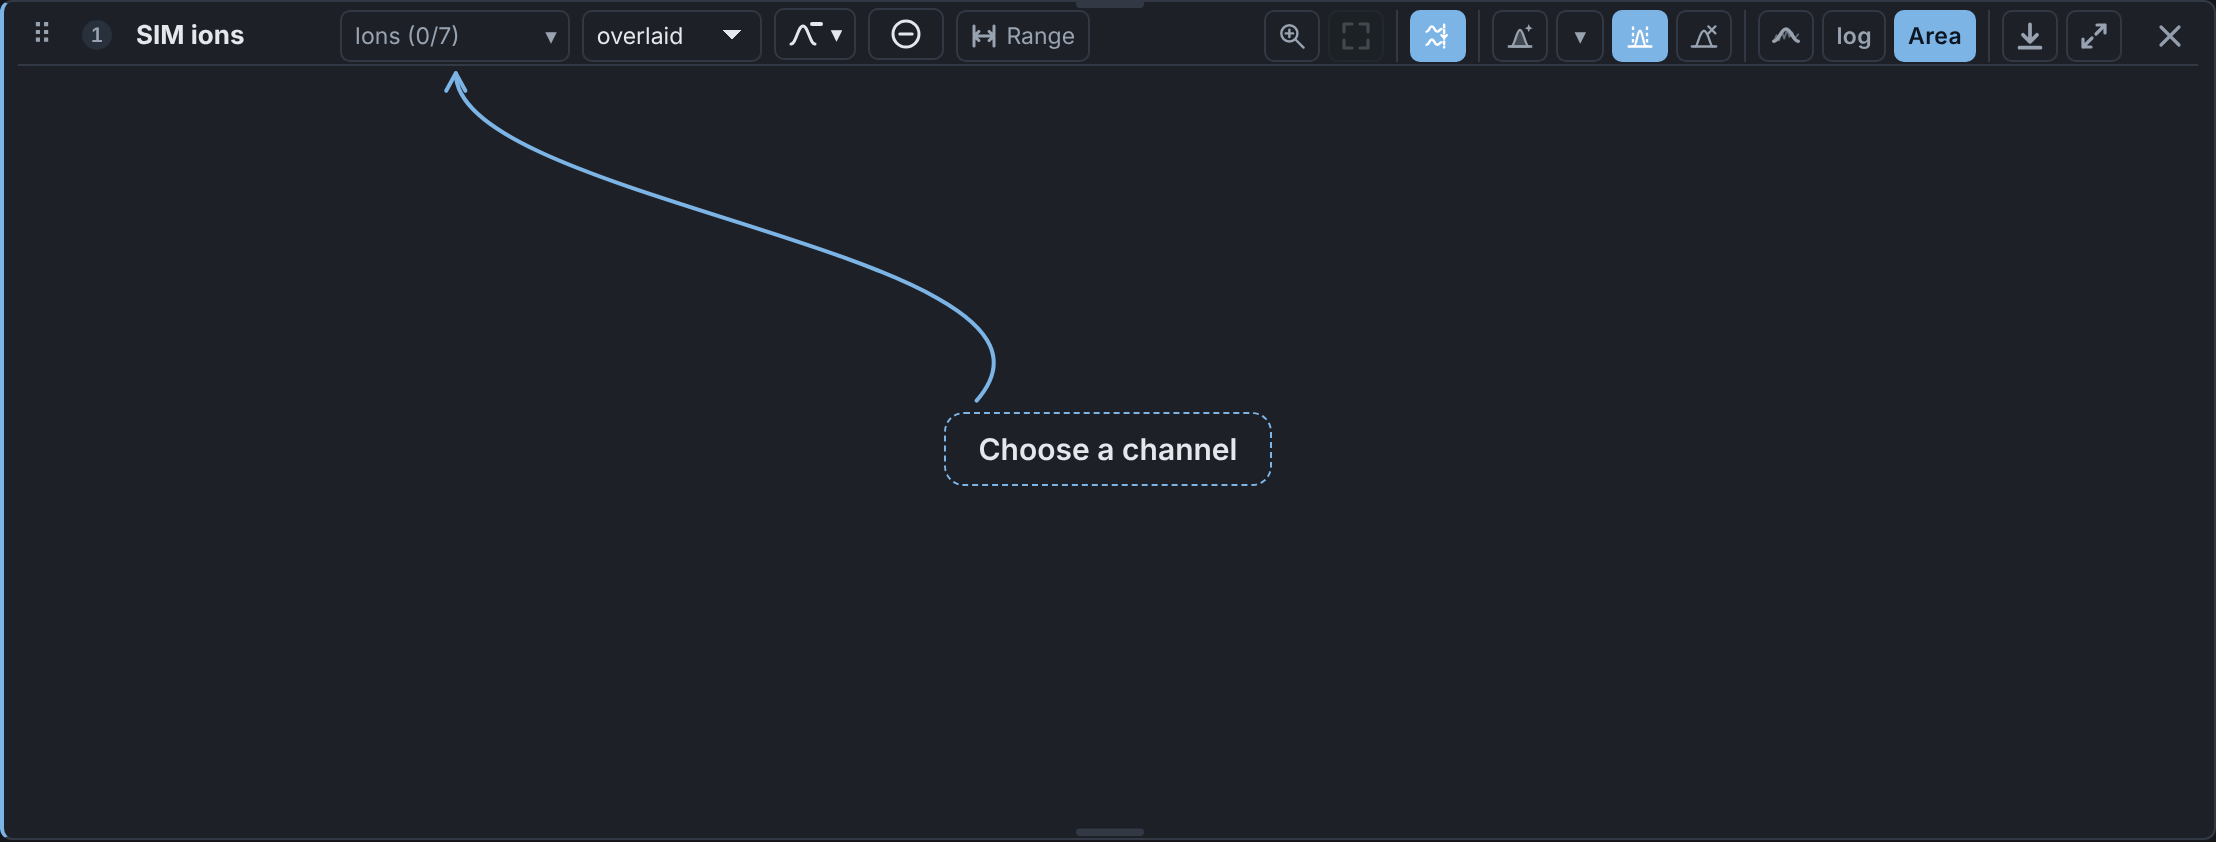 1 SIM ions Ions (0/7) overlaid Range log Area
Choose a channel